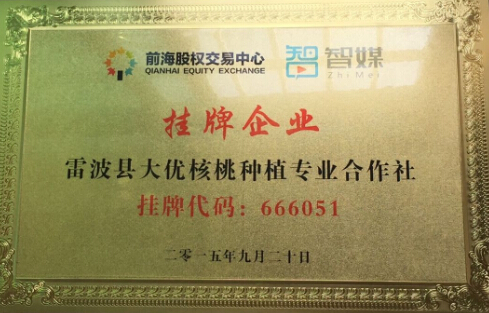 前海股权交易中心
QIANHAI EQUITY EXCHANGE
智媒
ZhiMei
挂牌企业
雷波县大优核桃种植专业合作社
挂牌代码：666051
二零一五年九月二十日